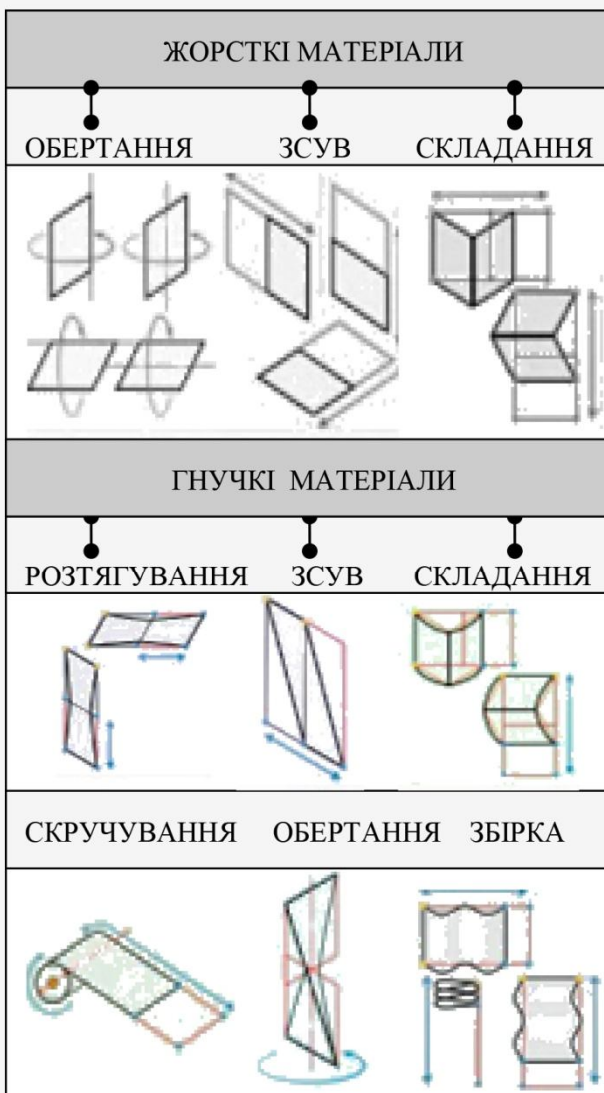 ЖОРСТКІ МАТЕРІАЛИ
ОБЕРТАННЯ ЗСУВ СКЛАДАННЯ
ГНУЧКІ МАТЕРІАЛИ
РОЗТЯГУВАННЯ ЗСУВ СКЛАДАННЯ
СКРУЧУВАННЯ ОБЕРТАННЯ ЗБІРКА